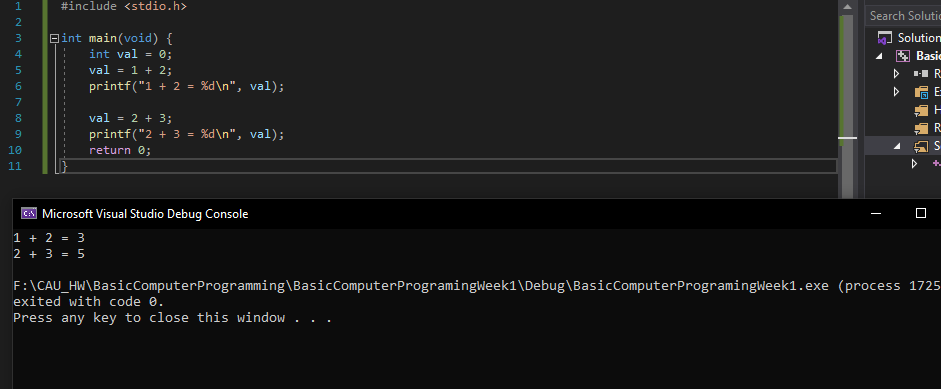 1 #include <stdio.h>
2
3 int main(void) {
4 int val = 0;
5 val = 1 + 2;
6 printf("1 + 2 = %d\n", val);
7
8 val = 2 + 3;
9 printf("2 + 3 = %d\n", val);
10 return 0;
11 }
Search Solutio
Solution
Basi
R
E
H
R
S
Microsoft Visual Studio Debug Console
1 + 2 = 3
2 + 3 = 5
F:\CAU_HW\BasicComputerProgramming\BasicComputerProgramingWeek1\Debug\BasicComputerProgramingWeek1.exe (process 1725
exited with code 0.
Press any key to close this window . . .